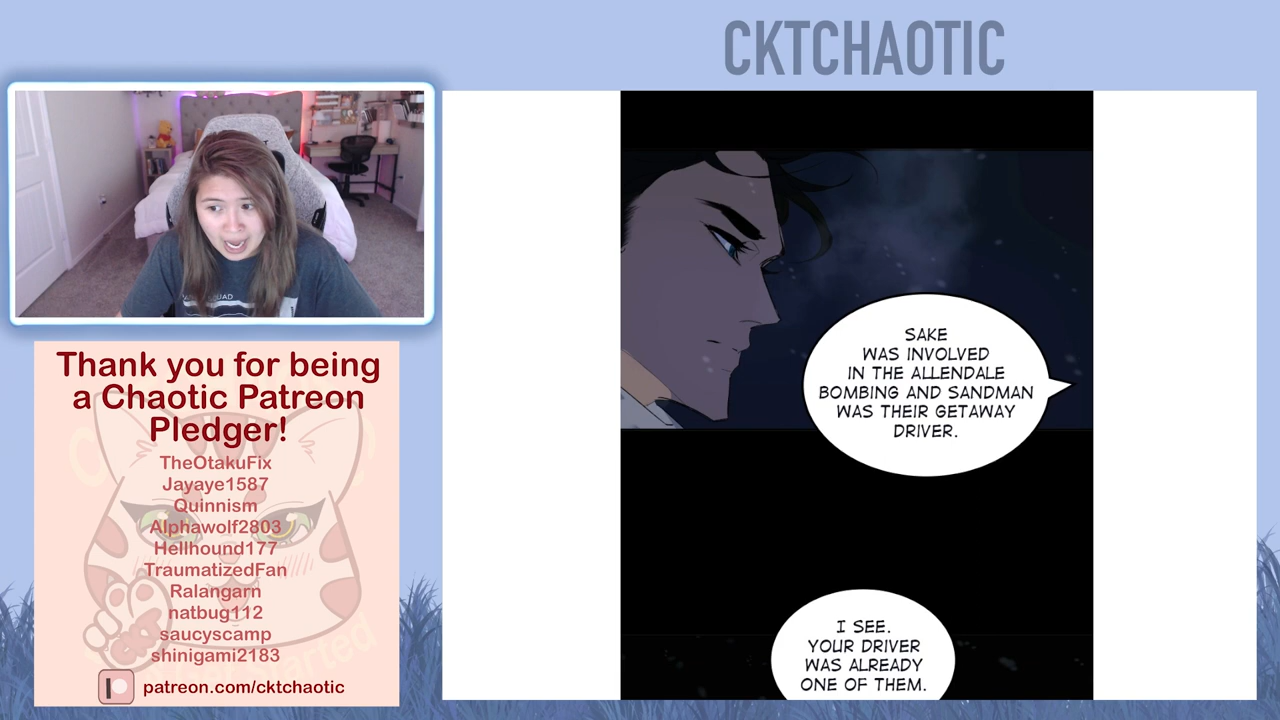 CKTCHAOTIC
SQUAD
Thank you for being
a Chaotic Patreon
Pledger!
TheOtakuFix
Jayaye1587
Quinnism
Alphawolf2803
Hellhound177
TraumatizedFan
Ralangarn
natbug112
saucyscamp
shinigami2183
patreon.com/cktchaotic
SAKE
WAS INVOLVED
IN THE ALLENDALE
BOMBING AND SANDMAN
WAS THEIR GETAWAY
DRIVER.
I SEE.
YOUR DRIVER
WAS ALREADY
ONE OF THEM.